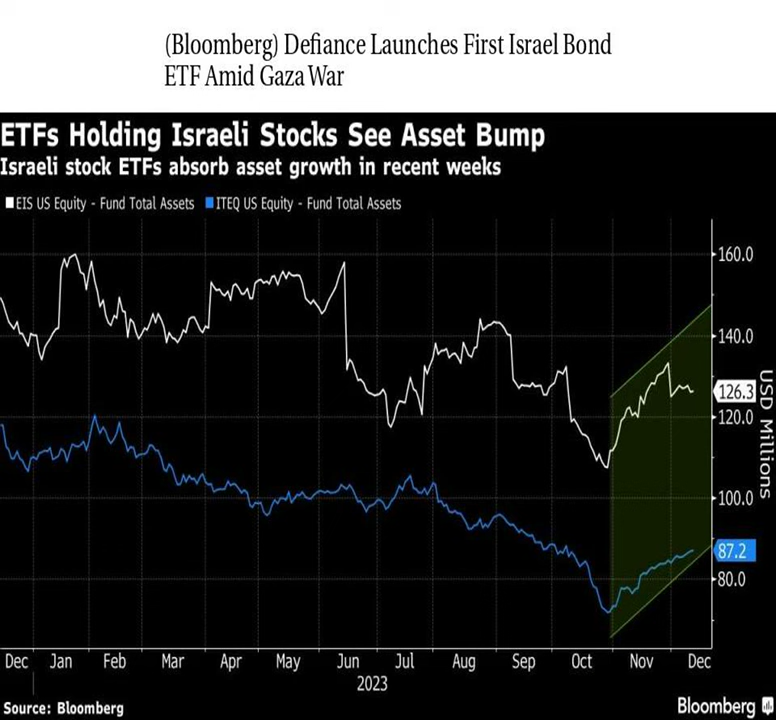 (Bloomberg) Defiance Launches First Israel Bond
ETF Amid Gaza War
ETFs Holding Israeli Stocks See Asset Bump
Israeli stock ETFs absorb asset growth in recent weeks
EIS US Equity - Fund Total Assets ITEQ US Equity - Fund Total Assets
160.0
140.0
126.3
120.0
100.0
87.2
80.0
USD Millions
Dec Jan Feb Mar Apr May Jun Jul Aug Sep Oct Nov Dec
2023
Source: Bloomberg
Bloomberg